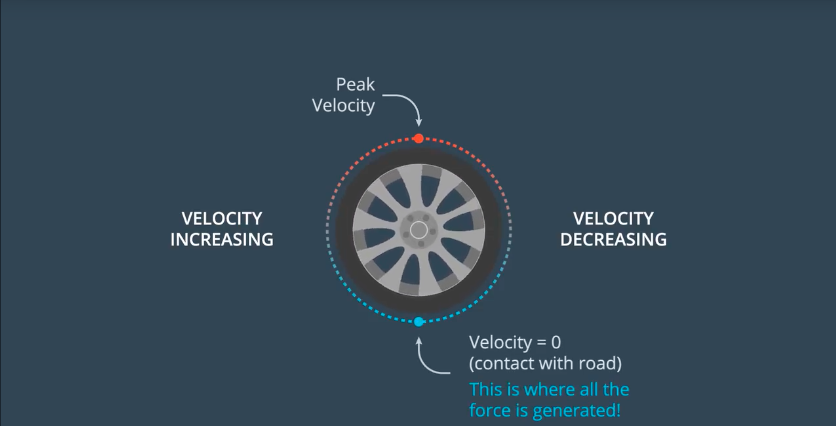 Peak
Velocity
VELOCITY
INCREASING
VELOCITY
DECREASING
Velocity = 0
(contact with road)
This is where all the
force is generated!